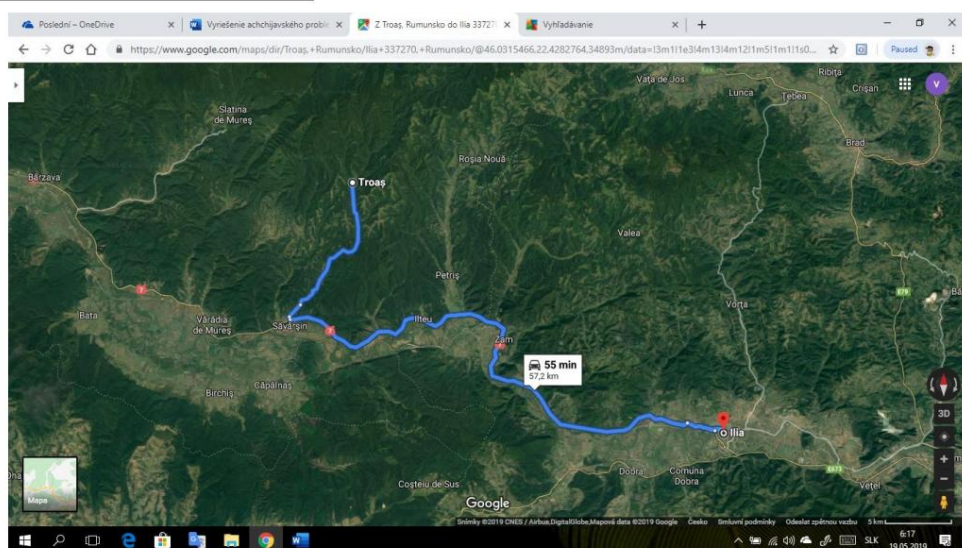 Poslední – OneDrive
Vyriešenie achchijavského proble
Z Troaș, Rumunsko do Ilia 33727
Vyhľadávanie
https://www.google.com/maps/dir/Troaș,+Rumunsko/Ilia+337270,+Rumunsko/@46.0315466,22.4282764,34893m/data=!3m1!1e3!4m13!4m12!1m5!1m1!1s0...
Paused
Vața de Jos
Ribița
Lunca
Țebea
Crișan
V
Slatina
de Mureș
Brad
Roșia Nouă
Bârzava
Troaș
Valea
Petriș
E79
7
Bata
Vărădia
de Mureș
Săvârșin
7
Ilteu
Vorța
Zam
55 min
57,2 km
Căpâlnaș
Birchiș
3D
Ilia
Dobra
Comuna
Dobra
E673
Vețel
Coșteiu de Sus
Mapa
Google
Snímky ©2019 CNES / Airbus,DigitalGlobe,Mapová data ©2019 Google
Česko
Smluvní podmínky
Odeslat zpětnou vazbu
5 km
SLK
6:17
19.05.2019